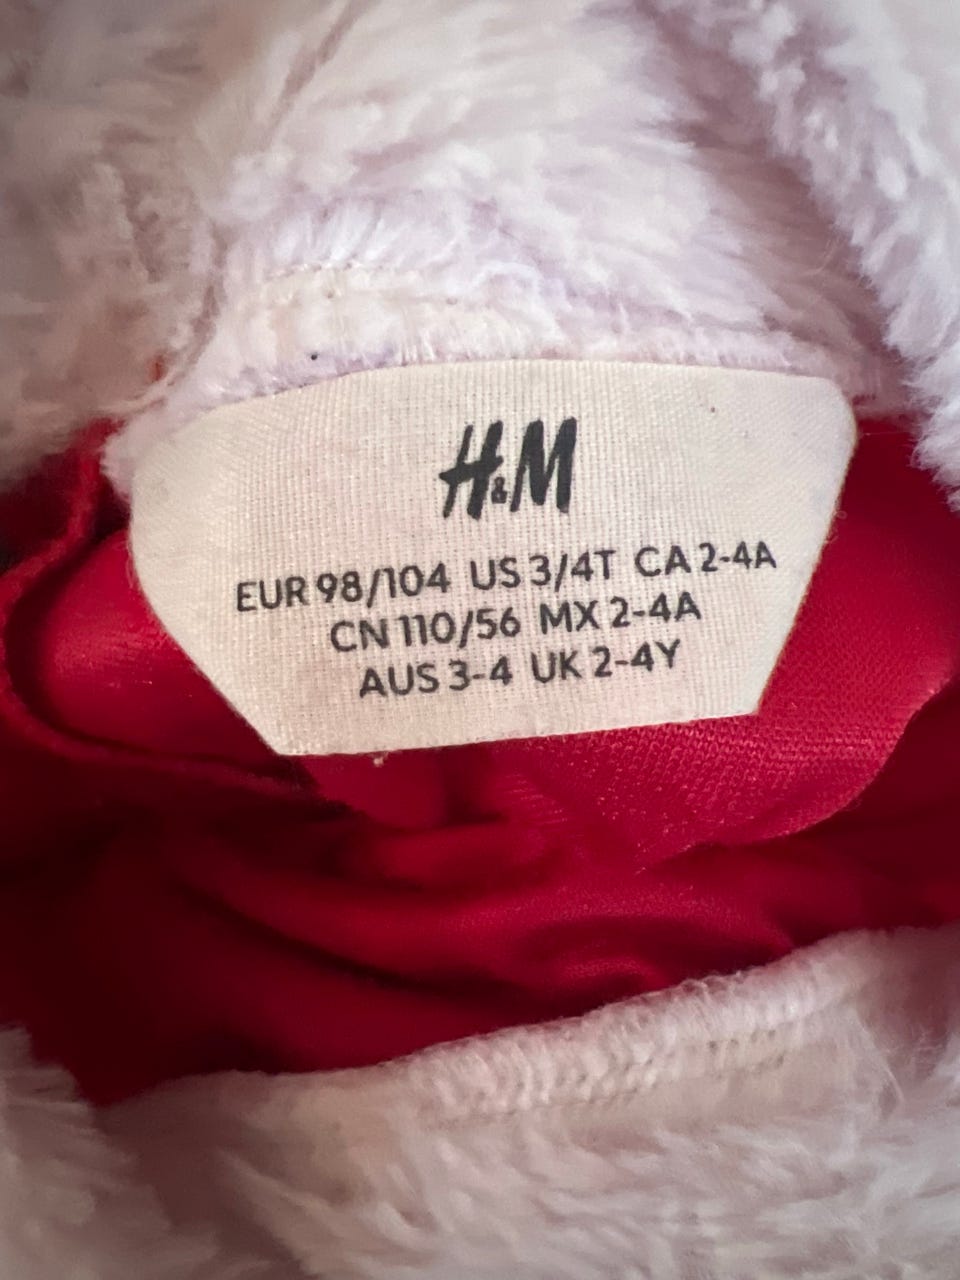 H&M
EUR 98/104 US 3/4T CA 2-4A
CN 110/56 MX 2-4A
AUS 3-4 UK 2-4Y